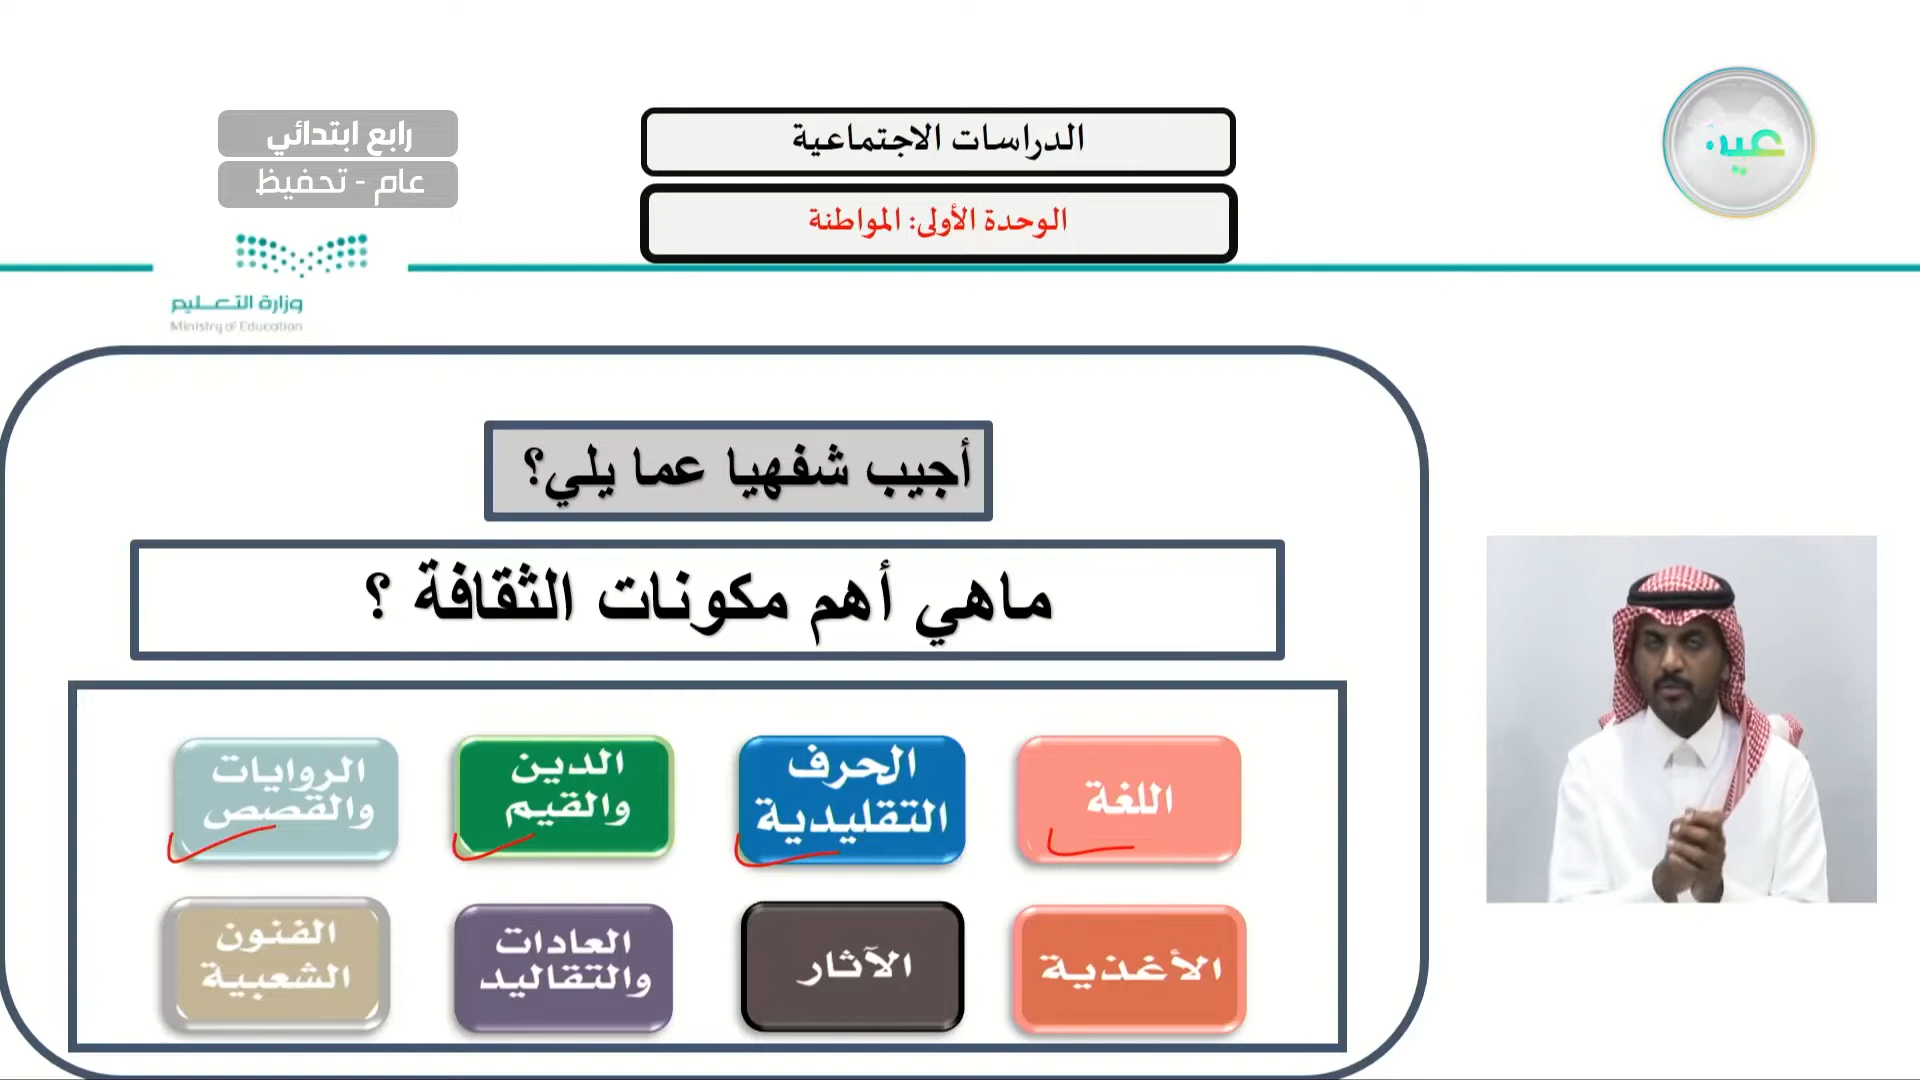 رابع ابتدائي
عام - تحفيظ
الدراسات الاجتماعية
الوحدة الأولى: المواطنة
عين
وزارة التعليم
Ministry of Education
أجيب شفهيا عما يلي؟
ماهي أهم مكونات الثقافة ؟
اللغة
الحرف
التقليدية
الدين
والقيم
الروايات
والقصص
الأغذية
الآثار
العادات
والتقاليد
الفنون
الشعبية